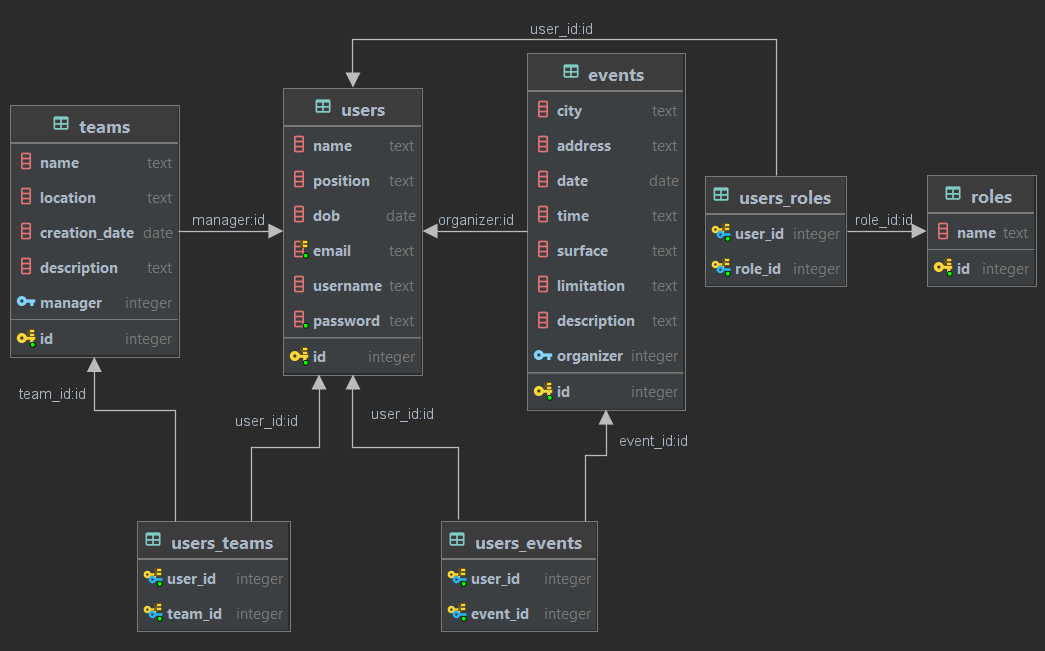 user_id:id
teams
name text
location text
creation_date date
description text
manager integer
id integer
manager:id
users
name text
position text
dob date
email text
username text
password text
id integer
organizer:id
events
city text
address text
date date
time text
surface text
limitation text
description text
organizer integer
id integer
users_roles
user_id integer
role_id integer
role_id:id
roles
name text
id integer
team_id:id
user_id:id
user_id:id
event_id:id
users_teams
user_id integer
team_id integer
users_events
user_id integer
event_id integer